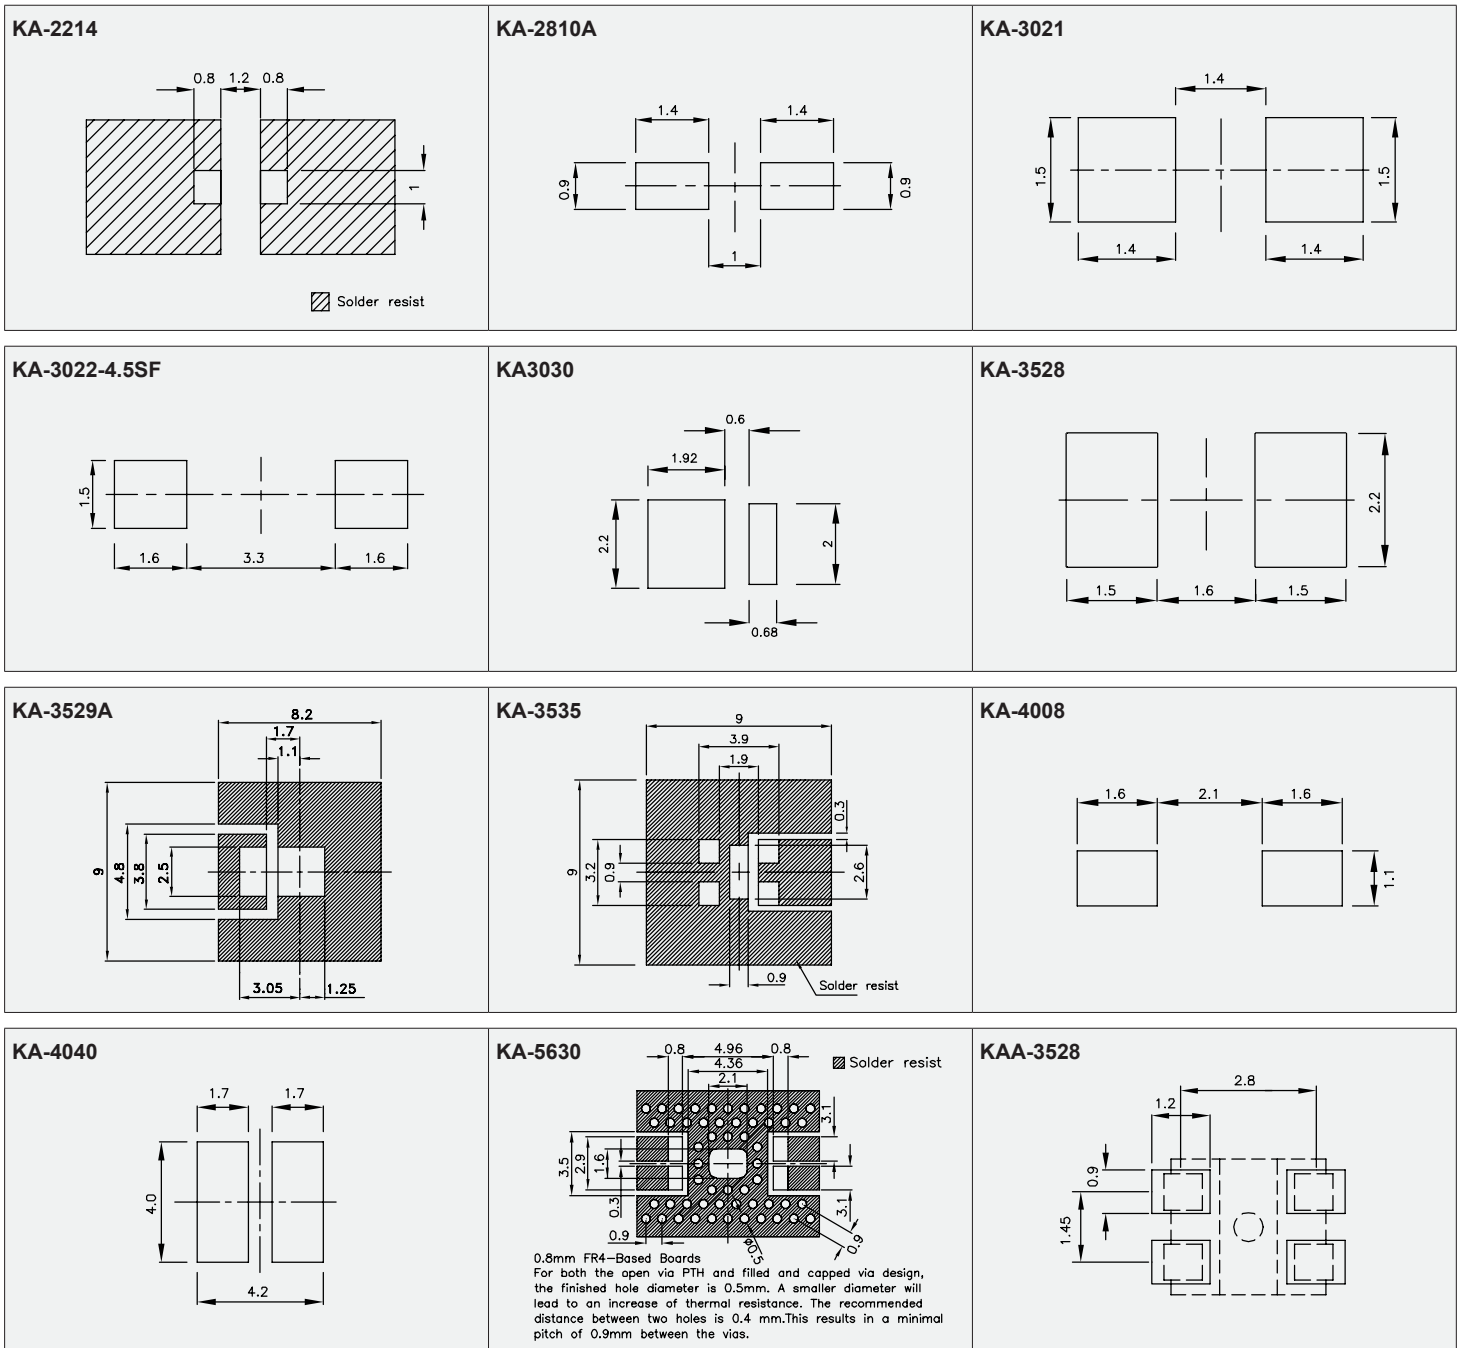 KA-2214
0.8 1.2 0.8
1
Solder resist
KA-2810A
1.4 1.4
0.9 0.9
1
KA-3021
1.4
1.5 1.5
1.4 1.4
KA-3022-4.5SF
1.5
1.6 3.3 1.6
KA3030
0.6
1.92
2.2 2
0.68
KA-3528
2.2
1.5 1.6 1.5
KA-3529A
8.2
1.7
1.1
9 4.8 3.8 2.5
3.05 1.25
KA-3535
9
3.9
1.9
0.3
9 3.2 0.9 2.6
0.9
Solder resist
KA-4008
1.6 2.1 1.6
1.1
KA-4040
1.7 1.7
4.0
4.2
KA-5630
0.8 4.96 0.8
4.36
2.1
Solder resist
3.1
3.5 2.9 1.6
0.3 3.1
0.9 ø0.5 0.9
0.8mm FR4-Based Boards
For both the open via PTH and filled and capped via design,
the finished hole diameter is 0.5mm. A smaller diameter will
lead to an increase of thermal resistance. The recommended
distance between two holes is 0.4 mm.This results in a minimal
pitch of 0.9mm between the vias.
KAA-3528
2.8
1.2
0.9
1.45